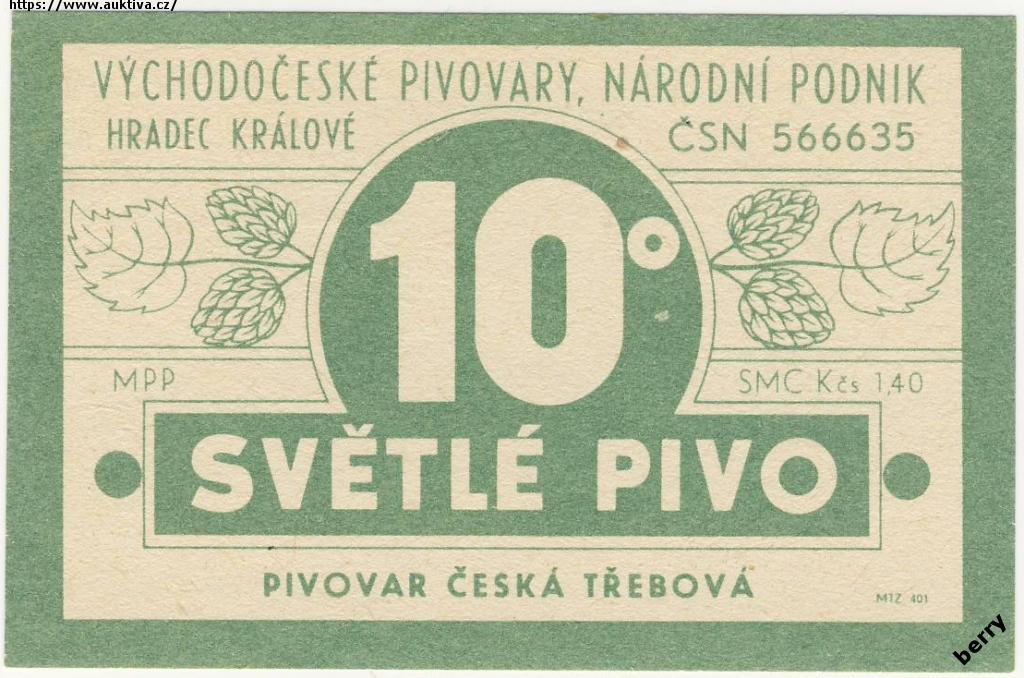 https://www.auktiva.cz/
VÝCHODOČESKÉ PIVOVARY, NÁRODNÍ PODNIK
HRADEC KRÁLOVÉ
ČSN 566635
10°
MPP
SMC Kčs 1,40
SVĚTLÉ PIVO
PIVOVAR ČESKÁ TŘEBOVÁ
MTZ 401
berry